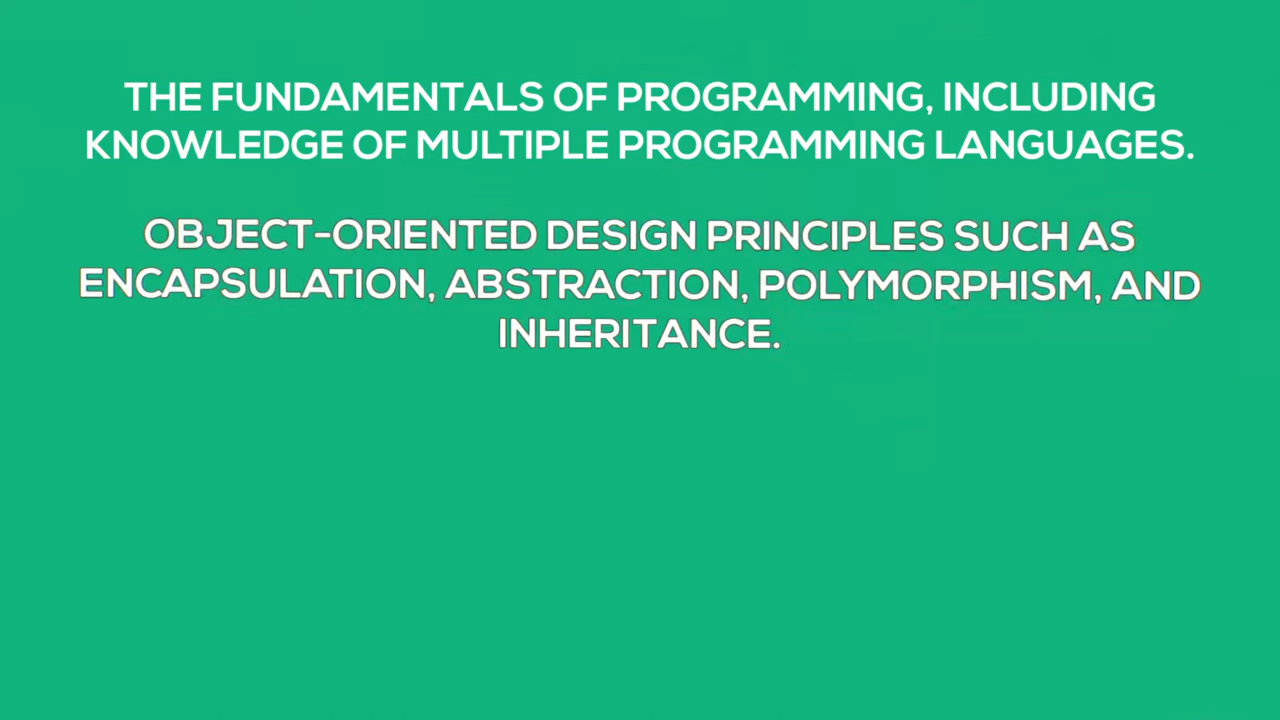 THE FUNDAMENTALS OF PROGRAMMING, INCLUDING
KNOWLEDGE OF MULTIPLE PROGRAMMING LANGUAGES.
OBJECT-ORIENTED DESIGN PRINCIPLES SUCH AS
ENCAPSULATION, ABSTRACTION, POLYMORPHISM, AND
INHERITANCE.